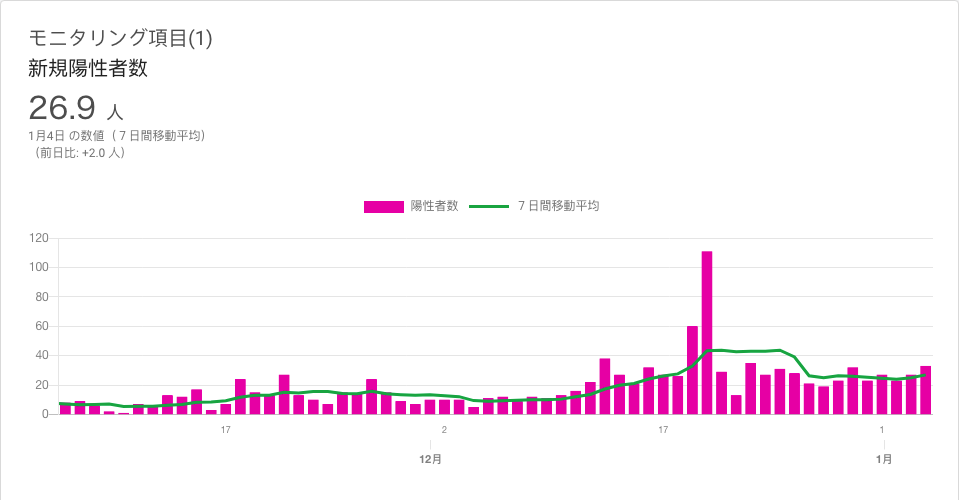 モニタリング項目(1)
新規陽性者数
26.9 人
1月4日 の数値（７日間移動平均）
（前日比: +2.0 人）
陽性者数 ７日間移動平均
120
100
80
60
40
20
0
17 2 17 1
12月 1月